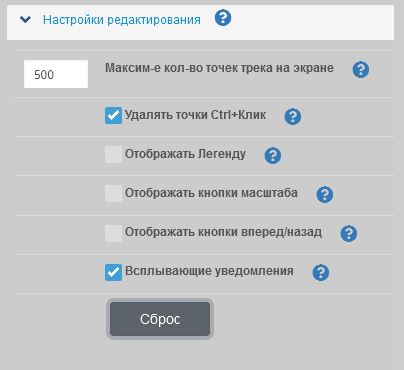 Настройки редактирования ?
500 Максим-е кол-во точек трека на экране ?
Удалять точки Ctrl+Клик ?
Отображать Легенду ?
Отображать кнопки масштаба ?
Отображать кнопки вперед/назад ?
Всплывающие уведомления ?
Сброс